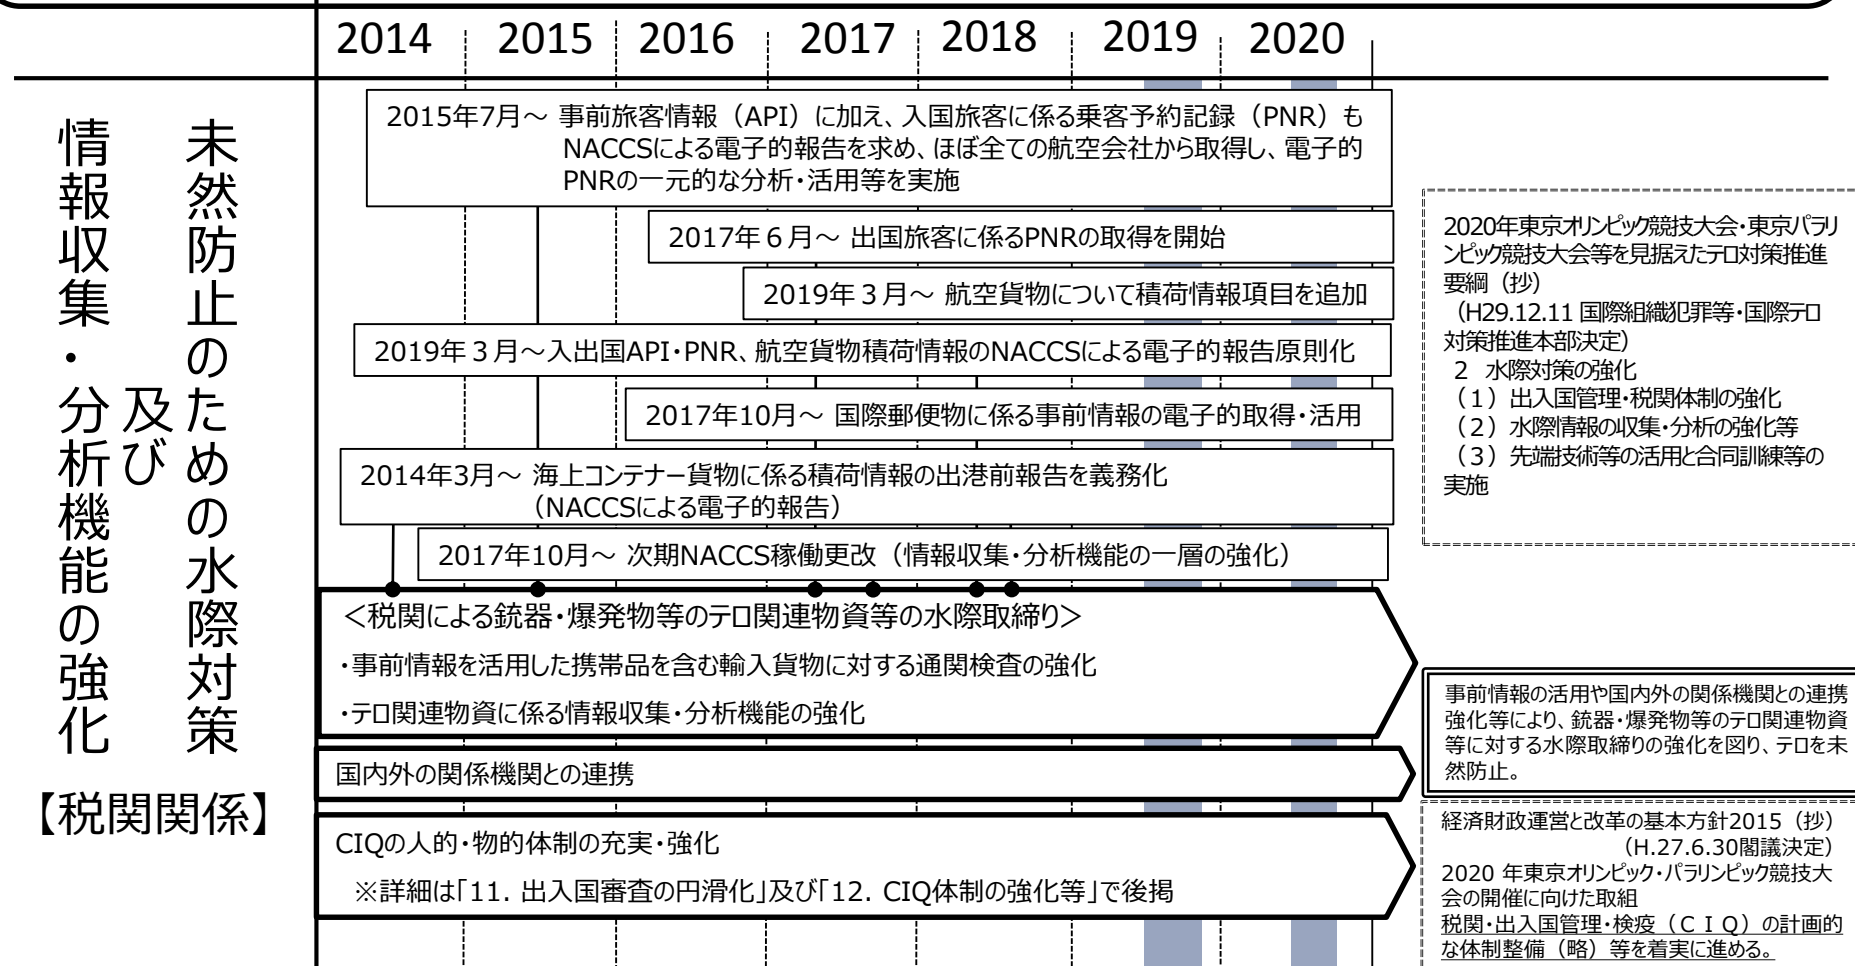 2014 2015 2016 2017 2018 2019 2020
未然防止のための水際対策
及び
情報収集・分析機能の強化
【税関関係】
2015年7月～ 事前旅客情報（API）に加え、入国旅客に係る乗客予約記録（PNR）も
NACCSによる電子的報告を求め、ほぼ全ての航空会社から取得し、電子的
PNRの一元的な分析・活用等を実施
2017年６月～ 出国旅客に係るPNRの取得を開始
2019年３月～ 航空貨物について積荷情報項目を追加
2019年３月～入出国API・PNR、航空貨物積荷情報のNACCSによる電子的報告原則化
2017年10月～ 国際郵便物に係る事前情報の電子的取得・活用
2014年3月～ 海上コンテナー貨物に係る積荷情報の出港前報告を義務化
（NACCSによる電子的報告）
2017年10月～ 次期NACCS稼働更改（情報収集・分析機能の一層の強化）
＜税関による銃器・爆発物等のテロ関連物資等の水際取締り＞
・事前情報を活用した携帯品を含む輸入貨物に対する通関検査の強化
・テロ関連物資に係る情報収集・分析機能の強化
国内外の関係機関との連携
CIQの人的・物的体制の充実・強化
※詳細は「11. 出入国審査の円滑化」及び「12. CIQ体制の強化等」で後掲
2020年東京オリンピック競技大会・東京パラリ
ンピック競技大会等を見据えたテロ対策推進
要綱（抄）
（H29.12.11 国際組織犯罪等・国際テロ
対策推進本部決定）
２ 水際対策の強化
（１）出入国管理・税関体制の強化
（２）水際情報の収集・分析の強化等
（３）先端技術等の活用と合同訓練等の
実施
事前情報の活用や国内外の関係機関との連携
強化等により、銃器・爆発物等のテロ関連物資
等に対する水際取締りの強化を図り、テロを未
然防止。
経済財政運営と改革の基本方針2015（抄）
（H.27.6.30閣議決定）
2020 年東京オリンピック・パラリンピック競技大
会の開催に向けた取組
税関・出入国管理・検疫（ＣＩＱ）の計画的
な体制整備（略）等を着実に進める。